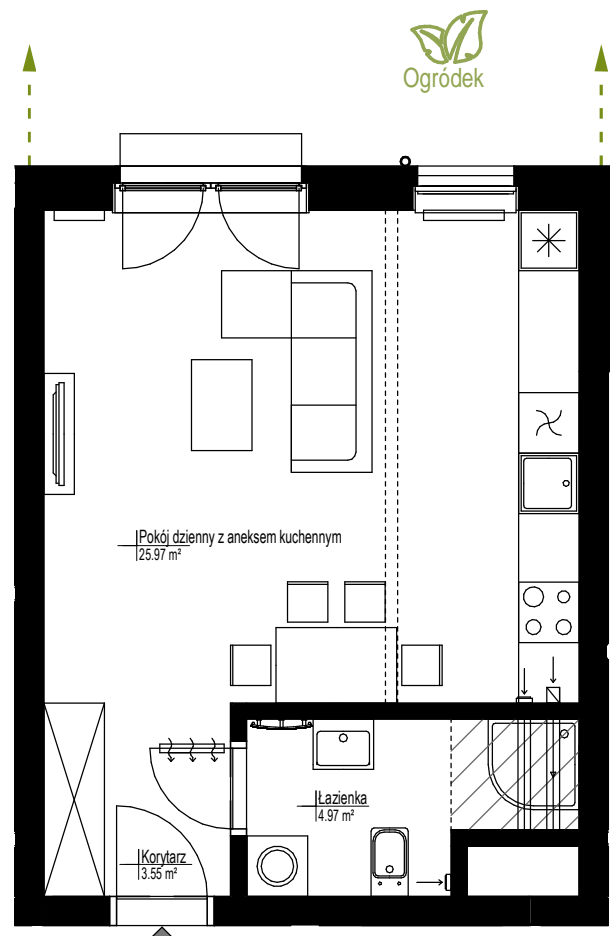 Ogródek
Pokój dzienny z aneksem kuchennym
25.97 m²
Łazienka
4.97 m²
Korytarz
3.55 m²